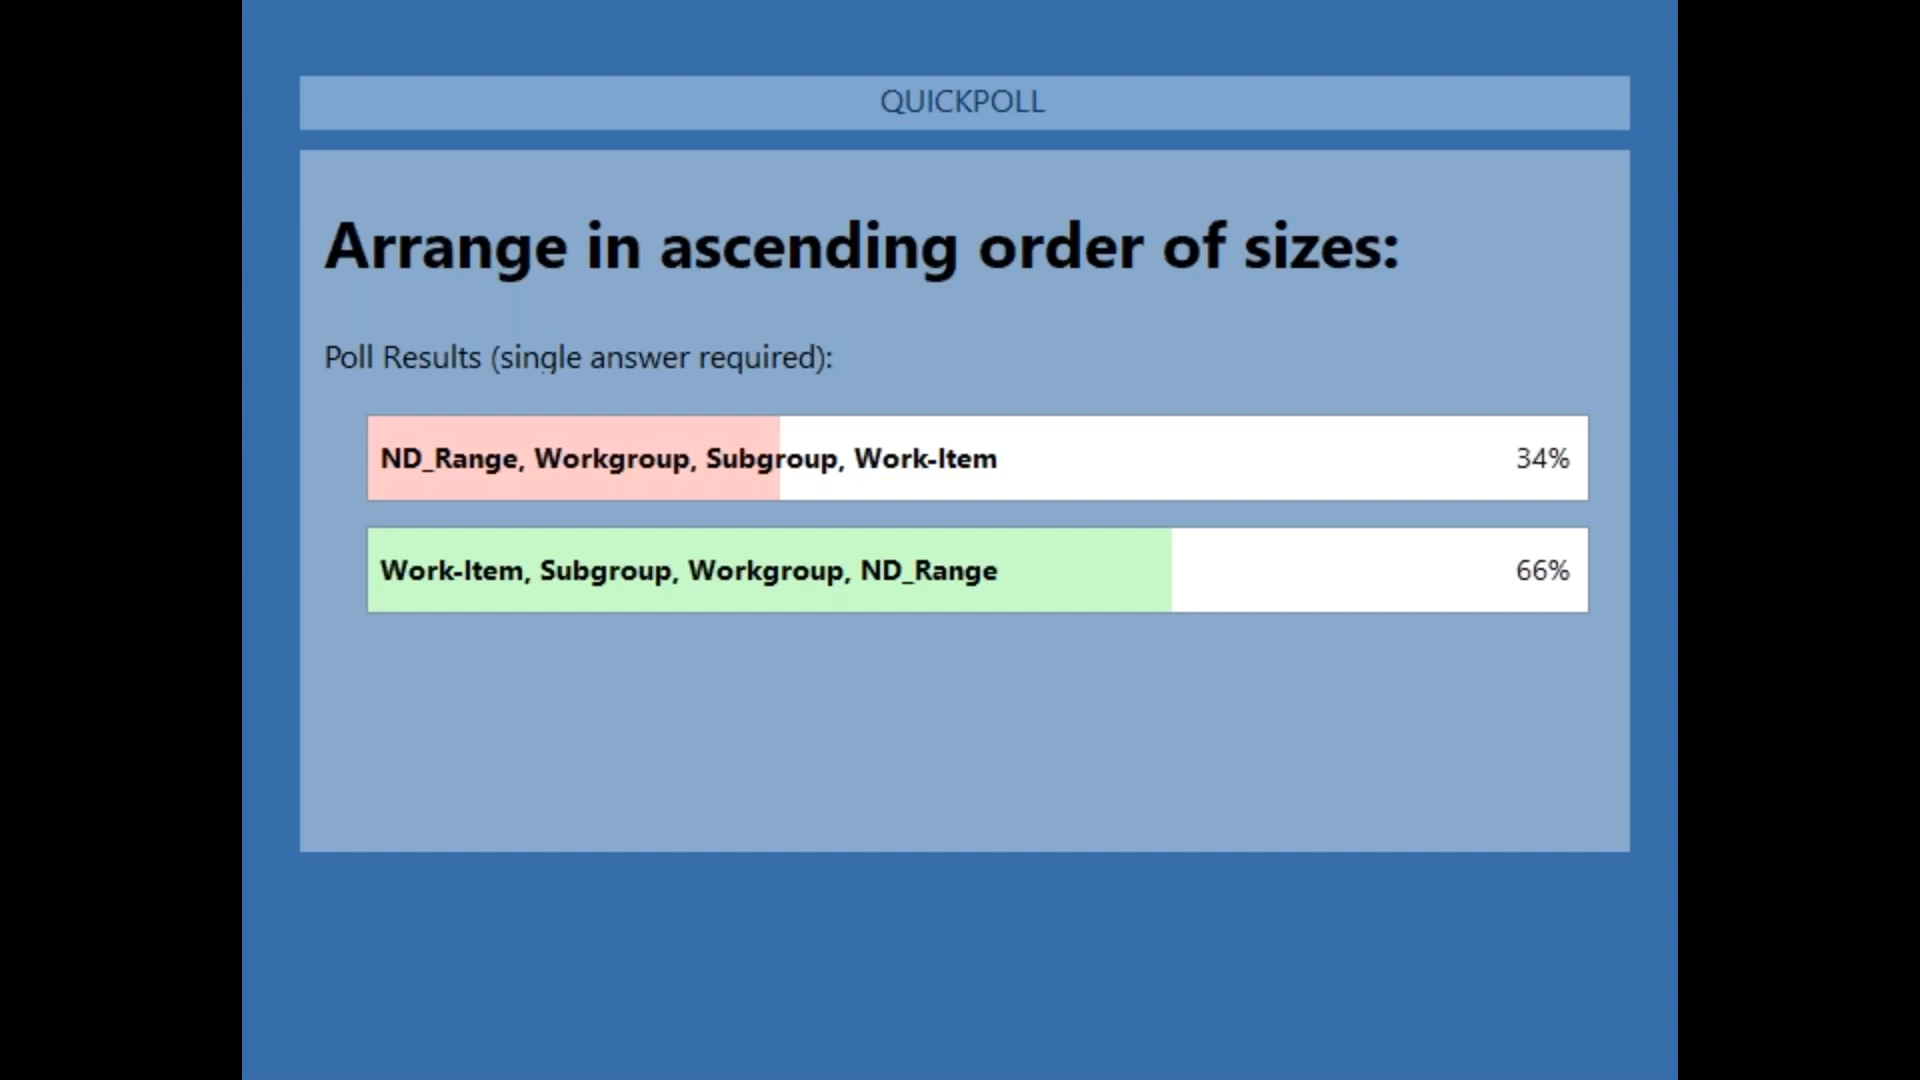 QUICKPOLL
Arrange in ascending order of sizes:
Poll Results (single answer required):
ND_Range, Workgroup, Subgroup, Work-Item 34%
Work-Item, Subgroup, Workgroup, ND_Range 66%